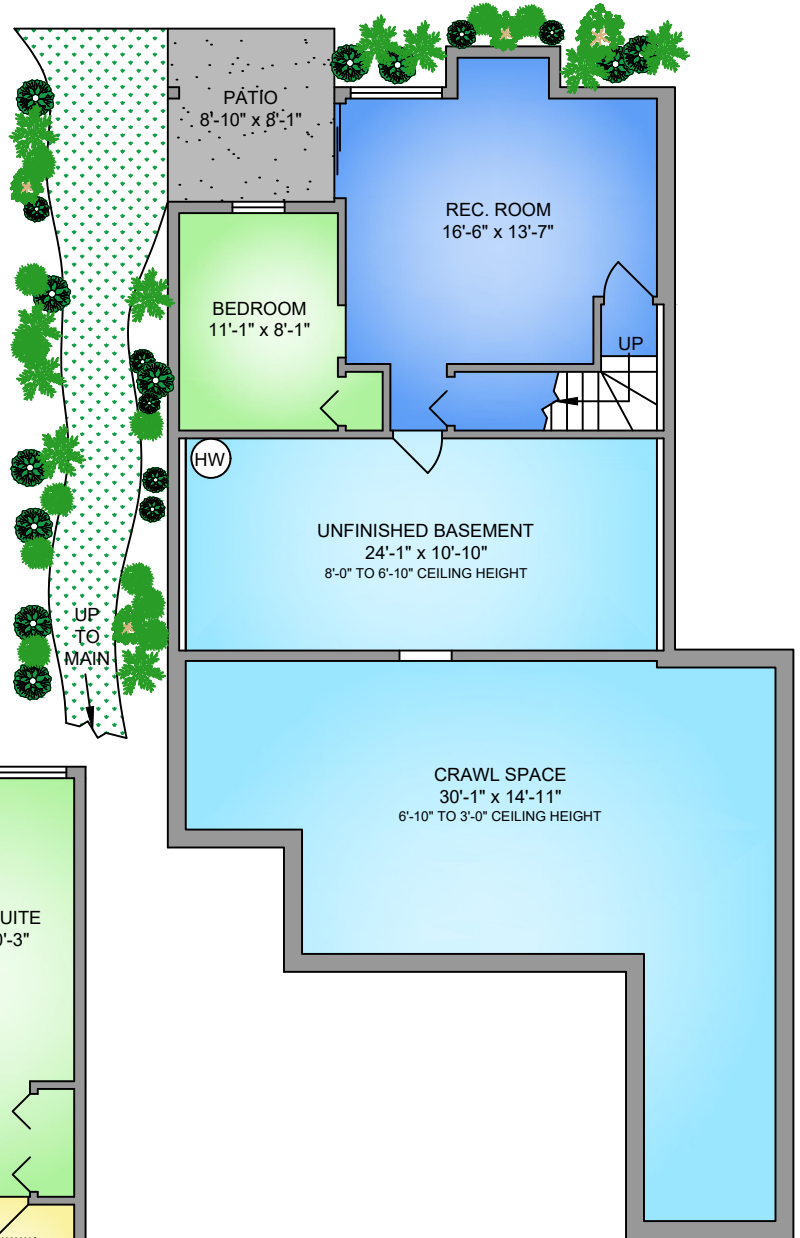 PATIO
8'-10" x 8'-1"
REC. ROOM
16'-6" x 13'-7"
BEDROOM
11'-1" x 8'-1"
UP
HW
UNFINISHED BASEMENT
24'-1" x 10'-10"
8'-0" TO 6'-10" CEILING HEIGHT
UP
TO
MAIN
CRAWL SPACE
30'-1" x 14'-11"
6'-10" TO 3'-0" CEILING HEIGHT
UITE
0'-3"